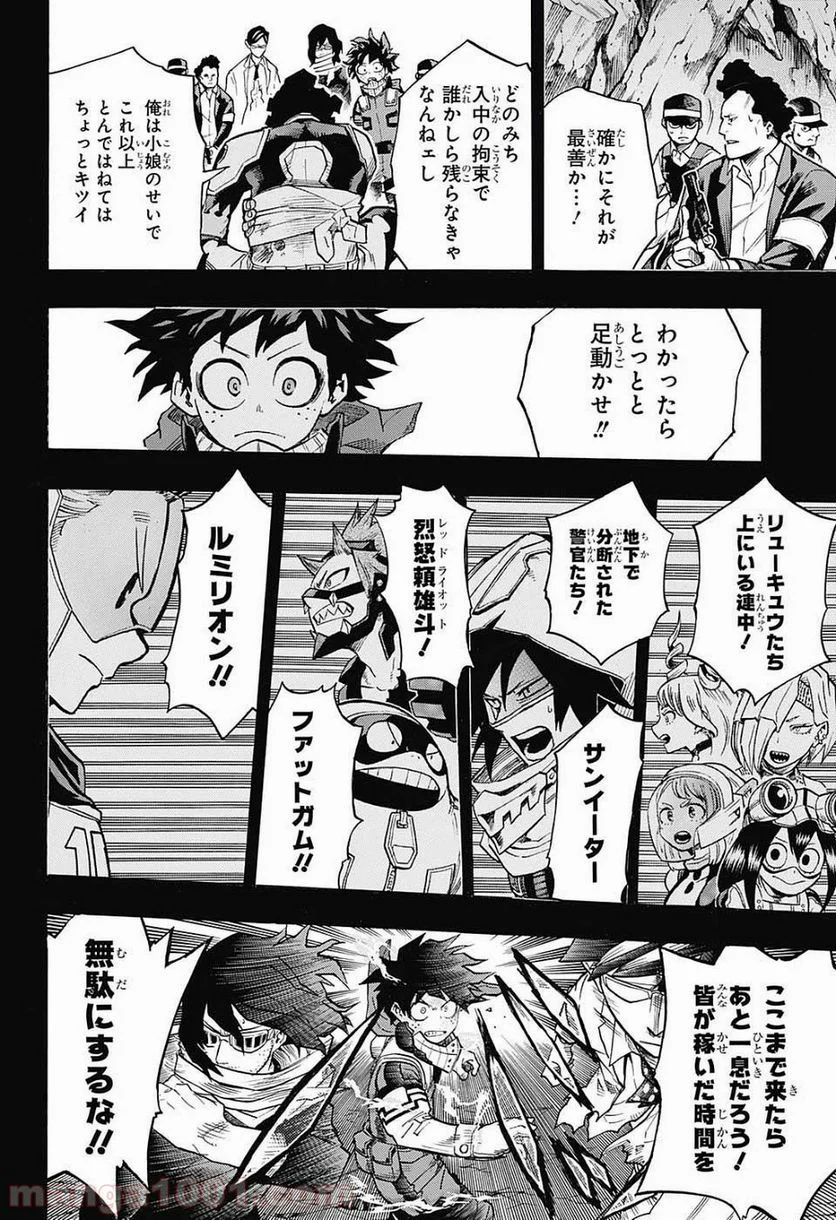 確かにそれが
最善か…!
どのみち
入中の拘束で
誰かしら残らなきゃ
なんねェし
俺は小娘のせいで
これ以上
とんではねては
ちょっとキツイ
わかったら
とっとと
足動かせ!!
リューキュウたち
上にいる連中!
地下で
分断された
警官たち!
サンイーター
烈怒頼雄斗!
ファットガム!!
ルミリオン!!
ここまで来たら
あと一息だろう!
皆が稼いだ時間を
無駄にするな!!
manga1001.com